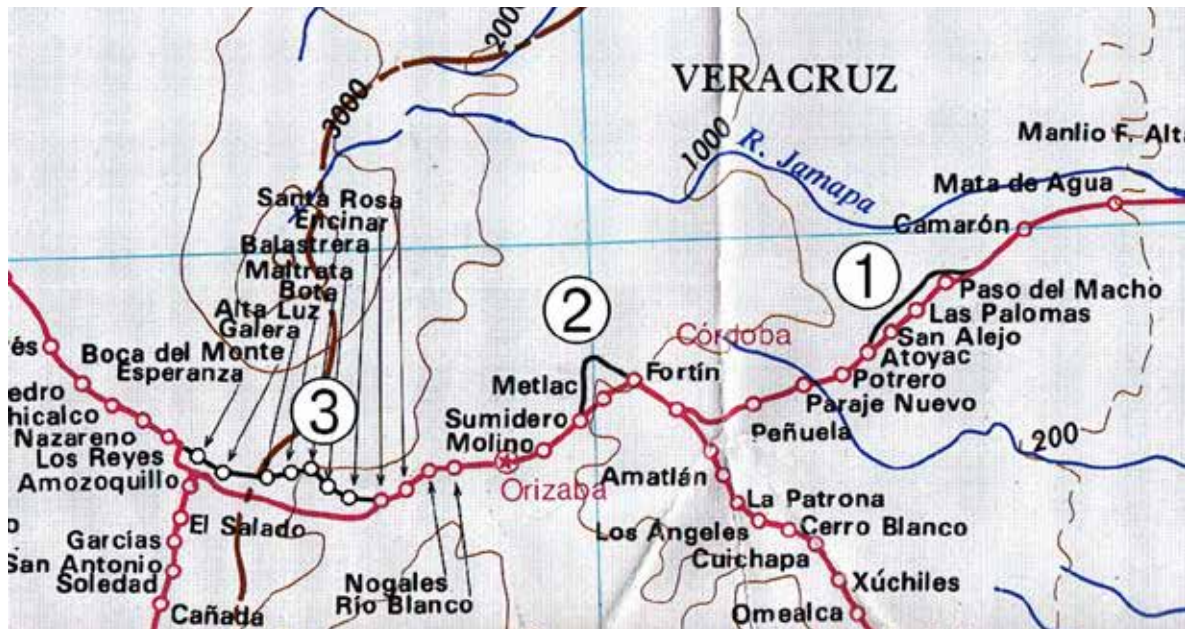 2000
3000
VERACRUZ
1000
R. Jamapa
Manlio F. Alta
Mata de Agua
Camarón
Santa Rosa
Encinar
Balastrera
Maltrata
Bota
Alta Luz
Galera
Boca del Monte
Esperanza
1
2
3
Paso del Macho
Las Palomas
San Alejo
Atoyac
Potrero
Paraje Nuevo
Peñuela
Córdoba
Fortín
Metlac
Sumidero
Molino
Orizaba
200
Nazareno
Los Reyes
Amozoquillo
El Salado
Garcías
San Antonio
Soledad
Cañada
Nogales
Rio Blanco
Amatlán
La Patrona
Los Angeles
Cerro Blanco
Cuichapa
Xúchiles
Omealca